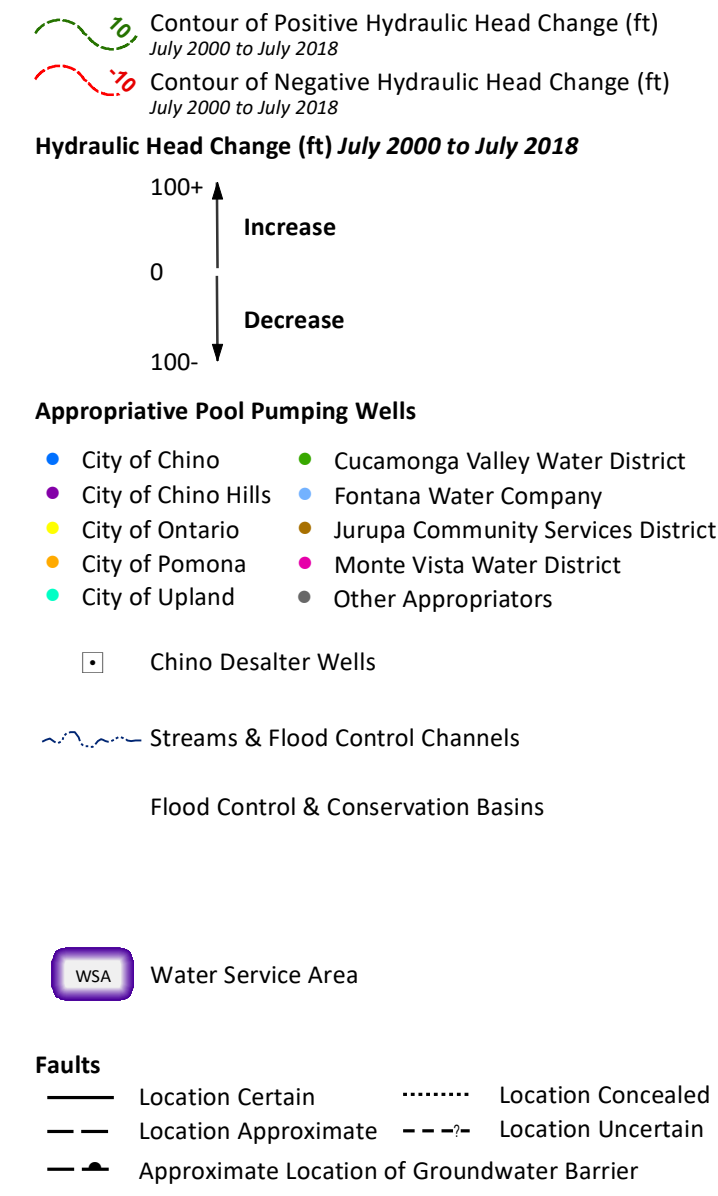 10 Contour of Positive Hydraulic Head Change (ft)
July 2000 to July 2018
-10 Contour of Negative Hydraulic Head Change (ft)
July 2000 to July 2018
Hydraulic Head Change (ft) July 2000 to July 2018
100+
Increase
0
Decrease
100-
Appropriative Pool Pumping Wells
City of Chino
City of Chino Hills
City of Ontario
City of Pomona
City of Upland
Cucamonga Valley Water District
Fontana Water Company
Jurupa Community Services District
Monte Vista Water District
Other Appropriators
Chino Desalter Wells
Streams & Flood Control Channels
Flood Control & Conservation Basins
WSA Water Service Area
Faults
Location Certain
Location Concealed
Location Approximate
? Location Uncertain
Approximate Location of Groundwater Barrier